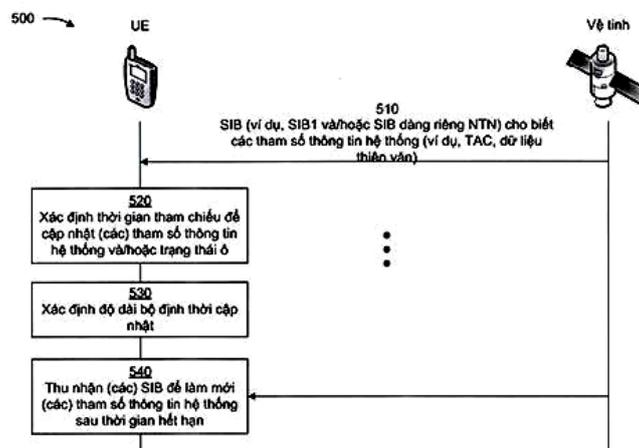 500
UE
Vệ tinh
510
SIB (ví dụ, SIB1 và/hoặc SIB dàng riêng NTN) cho biết
các tham số thông tin hệ thống (ví dụ, TAC, dữ liệu
thiên văn)
520
Xác định thời gian tham chiếu để
cập nhật (các) tham số thông tin
hệ thống và/hoặc trạng thái ô
530
Xác định độ dài bộ định thời cập
nhật
540
Thu nhận (các) SIB để làm mới
(các) tham số thông tin hệ thống
sau thời gian hết hạn